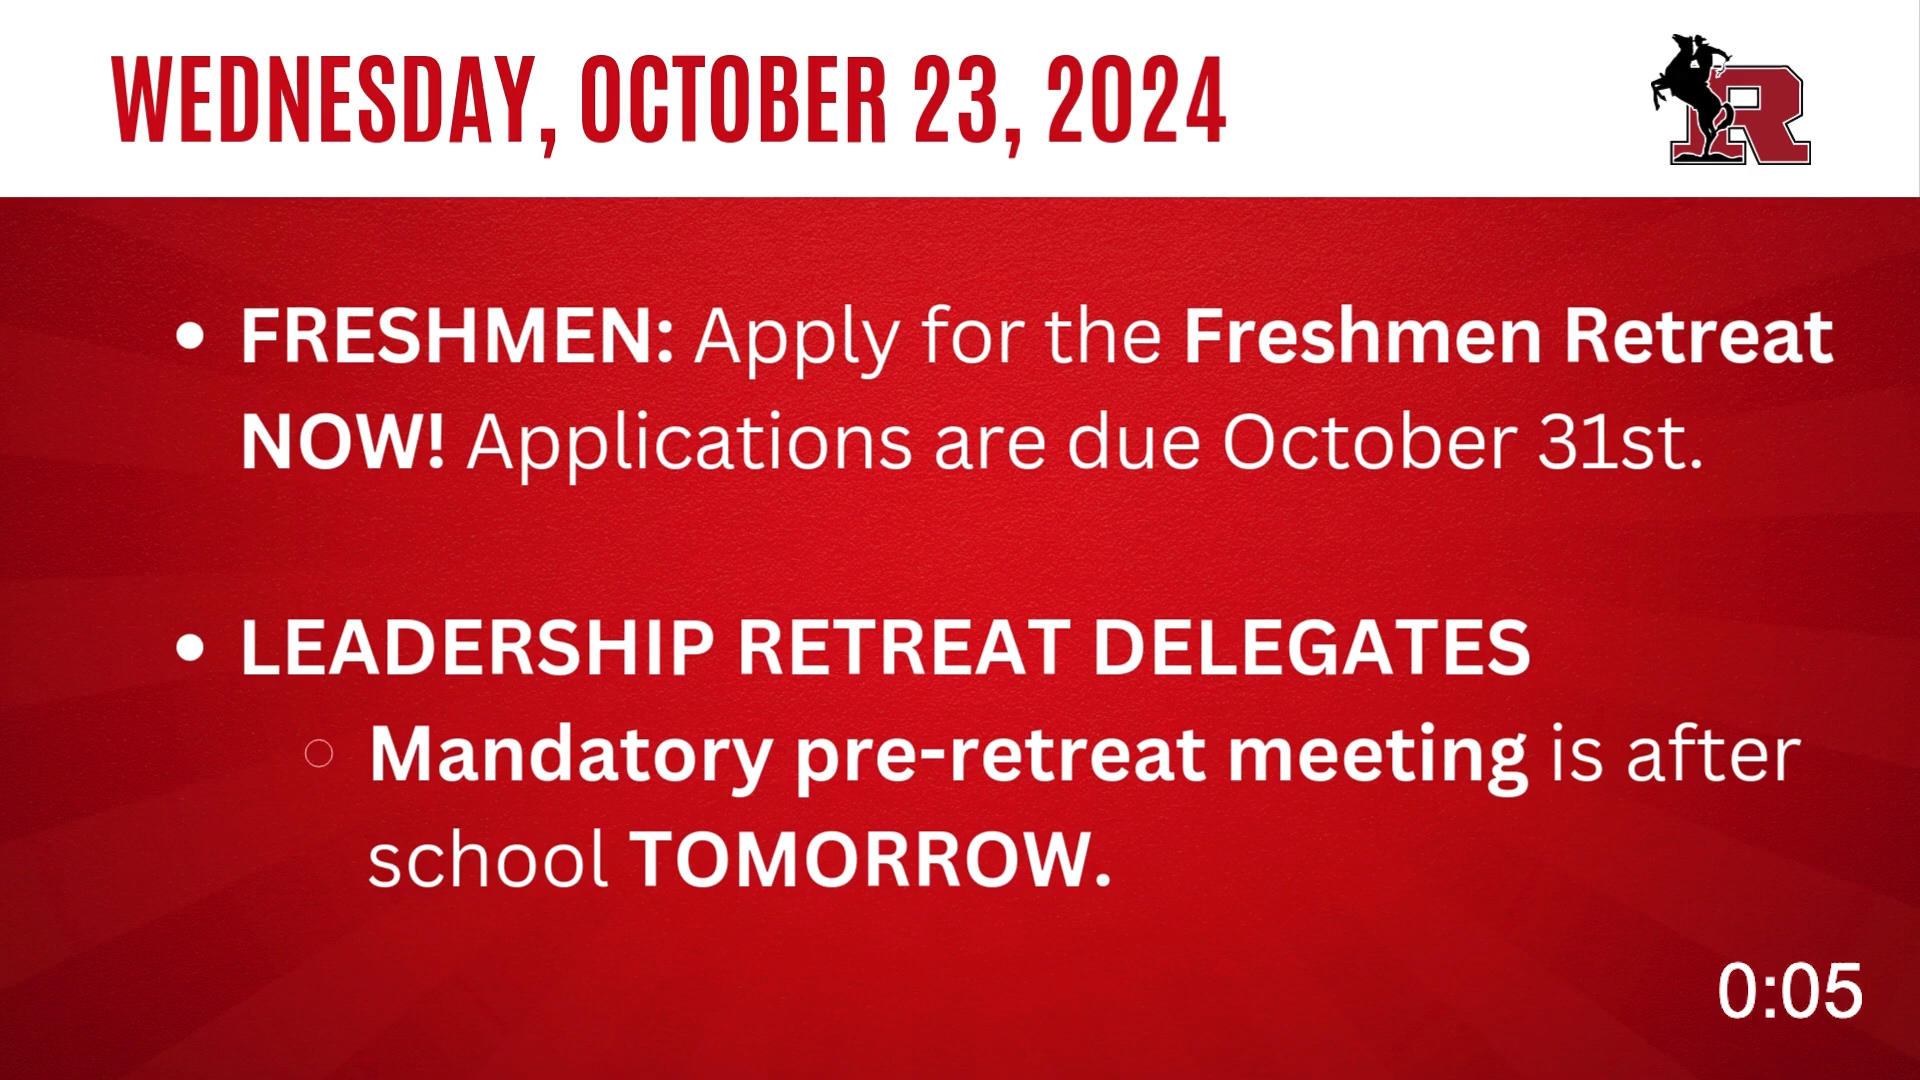 WEDNESDAY, OCTOBER 23, 2024
R
• FRESHMEN: Apply for the Freshmen Retreat
NOW! Applications are due October 31st.
• LEADERSHIP RETREAT DELEGATES
○ Mandatory pre-retreat meeting is after
school TOMORROW.
0:05